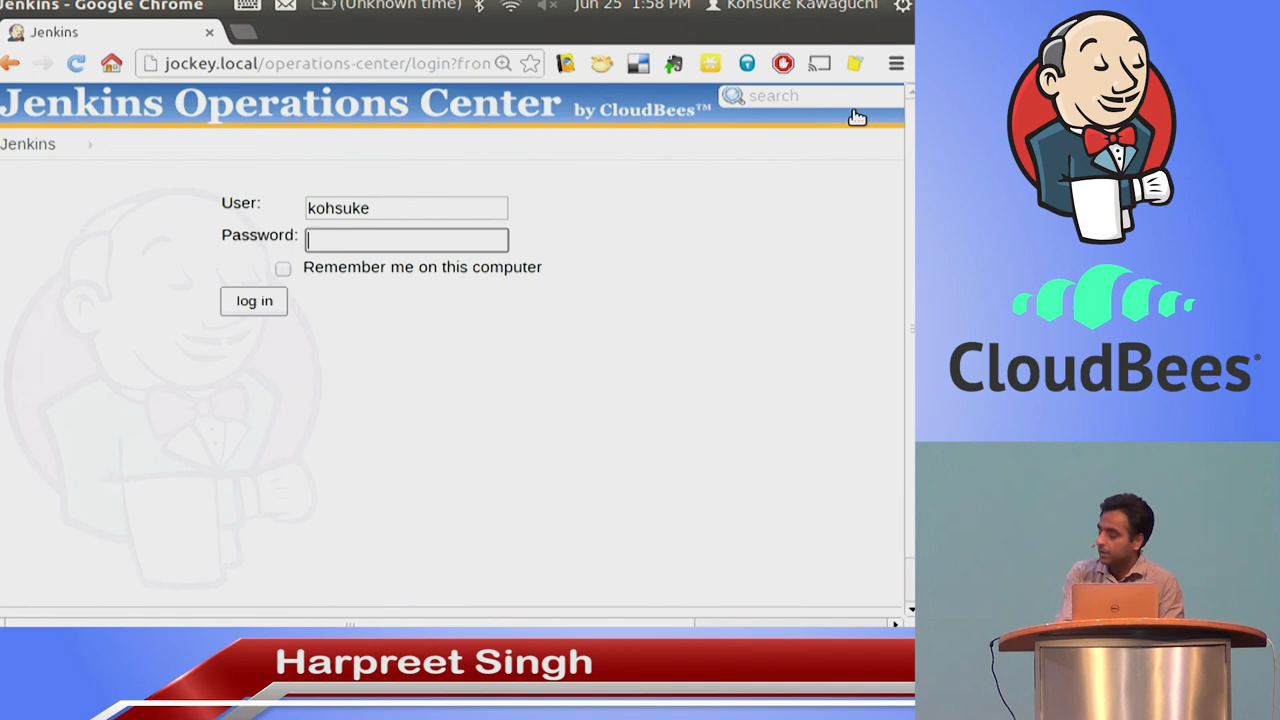 Jenkins - Google Chrome
(Unknown time)
Jun 25 1:58 PM
Kohsuke Kawaguchi
Jenkins
jockey.local/operations-center/login?from
Jenkins Operations Center by CloudBees™
search
Jenkins
User:
kohsuke
Password:
Remember me on this computer
log in
CloudBees®
Harpreet Singh